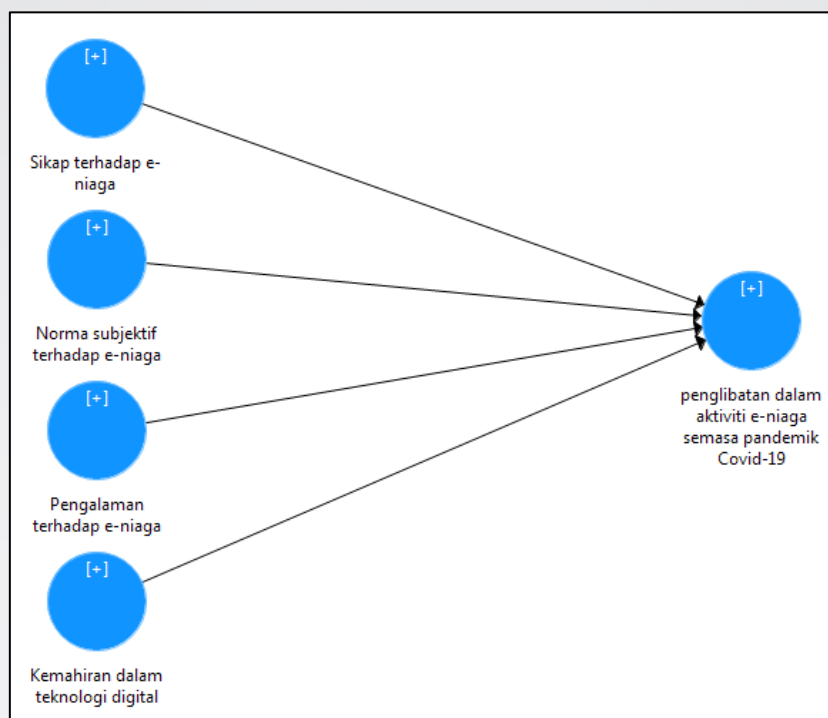 [+]
Sikap terhadap e-
niaga
[+]
Norma subjektif
terhadap e-niaga
[+]
Pengalaman
terhadap e-niaga
[+]
Kemahiran dalam
teknologi digital
[+]
penglibatan dalam
aktiviti e-niaga
semasa pandemik
Covid-19